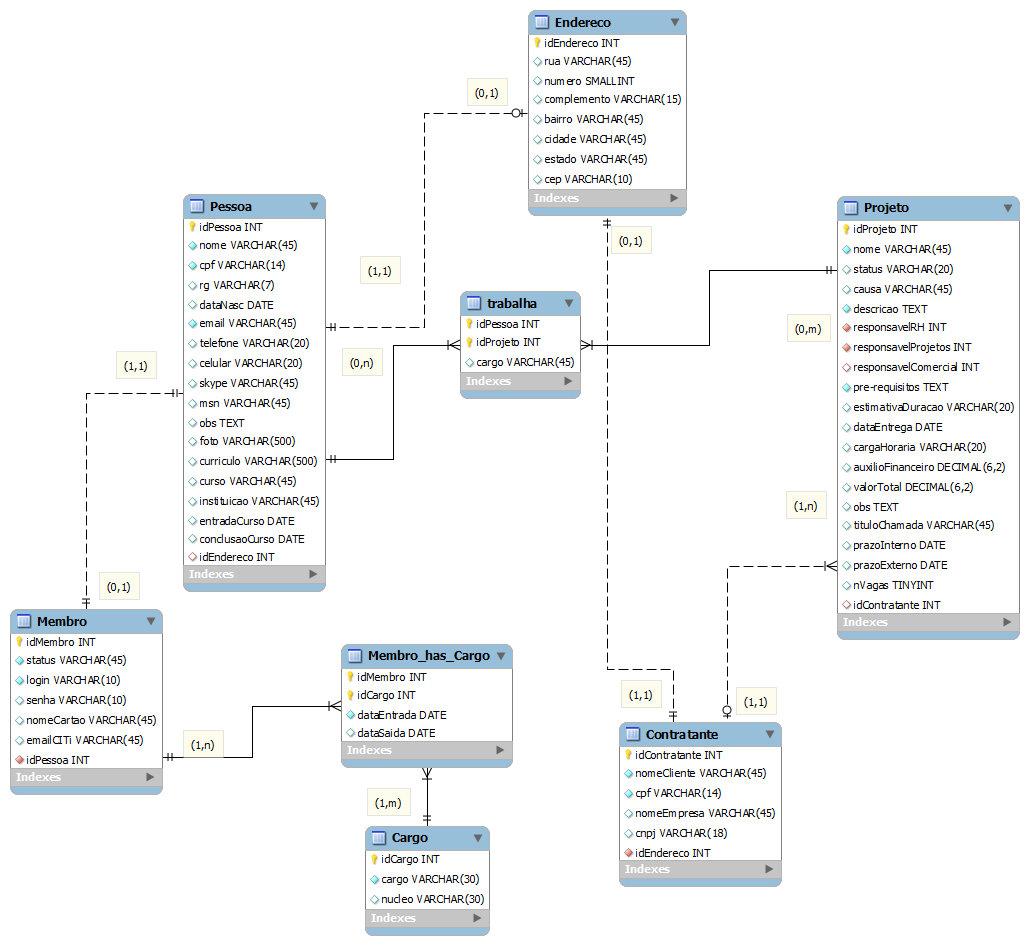 Endereco
idEndereco INT
rua VARCHAR(45)
numero SMALLINT
complemento VARCHAR(15)
bairro VARCHAR(45)
cidade VARCHAR(45)
estado VARCHAR(45)
cep VARCHAR(10)
Indexes
(0,1)
(0,1)
Pessoa
idPessoa INT
nome VARCHAR(45)
cpf VARCHAR(14)
rg VARCHAR(7)
dataNasc DATE
email VARCHAR(45)
telefone VARCHAR(20)
celular VARCHAR(20)
skype VARCHAR(45)
msn VARCHAR(45)
obs TEXT
foto VARCHAR(500)
curriculo VARCHAR(500)
curso VARCHAR(45)
instituicao VARCHAR(45)
entradaCurso DATE
conclusaoCurso DATE
idEndereco INT
Indexes
(1,1)
(0,n)
(1,1)
trabalha
idPessoa INT
idProjeto INT
cargo VARCHAR(45)
Indexes
Projeto
idProjeto INT
nome VARCHAR(45)
status VARCHAR(20)
causa VARCHAR(45)
descricao TEXT
responsavelRH INT
responsavelProjetos INT
responsavelComercial INT
pre-requisitos TEXT
estimativaDuracao VARCHAR(20)
dataEntrega DATE
cargaHoraria VARCHAR(20)
auxilioFinanceiro DECIMAL(6,2)
valorTotal DECIMAL(6,2)
obs TEXT
tituloChamada VARCHAR(45)
prazoInterno DATE
prazoExterno DATE
nVagas TINYINT
idContratante INT
Indexes
(0,m)
(1,n)
(0,1)
Membro
idMembro INT
status VARCHAR(45)
login VARCHAR(10)
senha VARCHAR(10)
nomeCartao VARCHAR(45)
emailCITi VARCHAR(45)
idPessoa INT
Indexes
(1,n)
Membro_has_Cargo
idMembro INT
idCargo INT
dataEntrada DATE
dataSaida DATE
Indexes
(1,m)
Cargo
idCargo INT
cargo VARCHAR(30)
nucleo VARCHAR(30)
Indexes
(1,1)
(1,1)
Contratante
idContratante INT
nomeCliente VARCHAR(45)
cpf VARCHAR(14)
nomeEmpresa VARCHAR(45)
cnpj VARCHAR(18)
idEndereco INT
Indexes